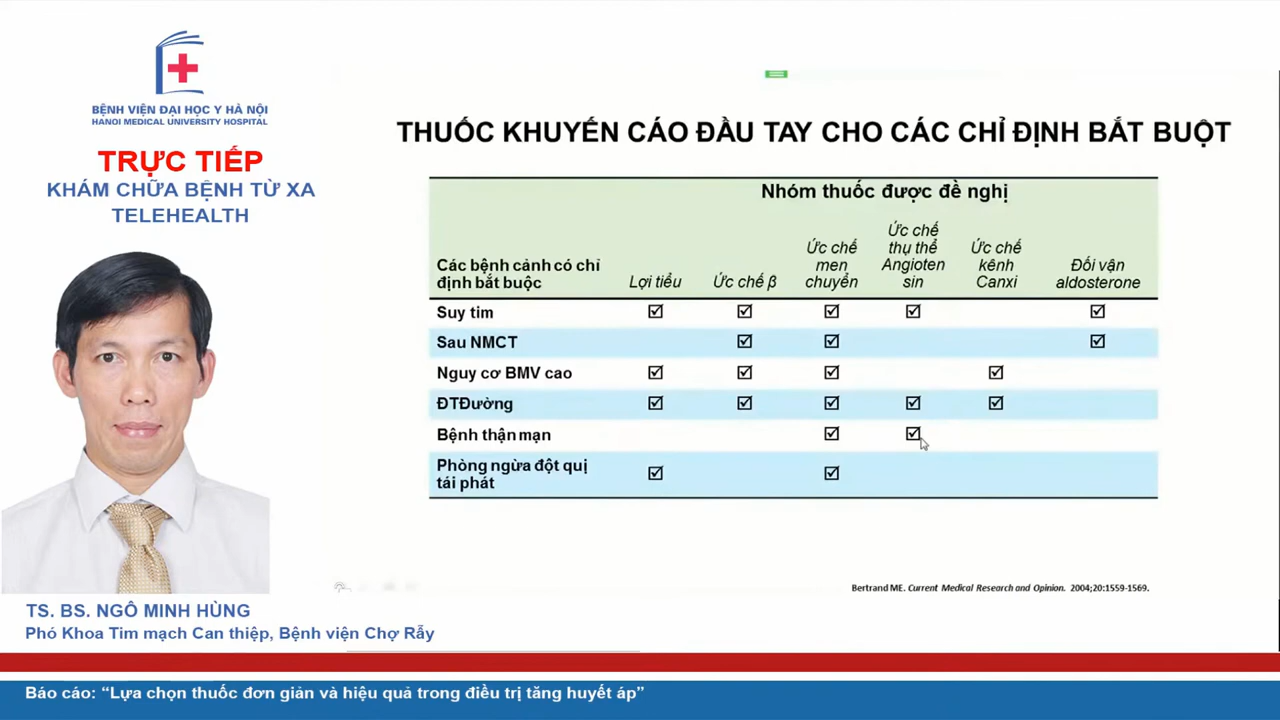 BỆNH VIỆN ĐẠI HỌC Y HÀ NỘI
HANOI MEDICAL UNIVERSITY HOSPITAL
TRỰC TIẾP
KHÁM CHỮA BỆNH TỪ XA
TELEHEALTH
THUỐC KHUYẾN CÁO ĐẦU TAY CHO CÁC CHỈ ĐỊNH BẮT BUỘT
Nhóm thuốc được đề nghị
Các bệnh cảnh có chỉ
định bắt buộc
Lợi tiểu
Ức chế β
Ức chế
men
chuyển
Ức chế
thụ thể
Angioten
sin
Ức chế
kênh
Canxi
Đối vận
aldosterone
Suy tim ☑ ☑ ☑ ☑ ☑
Sau NMCT ☑ ☑ ☑
Nguy cơ BMV cao ☑ ☑ ☑ ☑
ĐTĐường ☑ ☑ ☑ ☑ ☑
Bệnh thận mạn ☑ ☑
Phòng ngừa đột quị
tái phát ☑ ☑
Bertrand ME. Current Medical Research and Opinion. 2004;20:1559-1569.
TS. BS. NGÔ MINH HÙNG
Phó Khoa Tim mạch Can thiệp, Bệnh viện Chợ Rẫy
Báo cáo: “Lựa chọn thuốc đơn giản và hiệu quả trong điều trị tăng huyết áp”